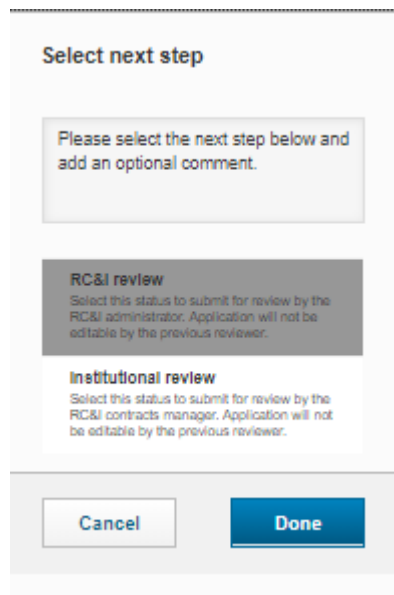 Select next step
Please select the next step below and
add an optional comment.
RC&I review
Select this status to submit for review by the
RC&I administrator. Application will not be
editable by the previous reviewer.
Institutional review
Select this status to submit for review by the
RC&I contracts manager. Application will not
be editable by the previous reviewer.
Cancel
Done